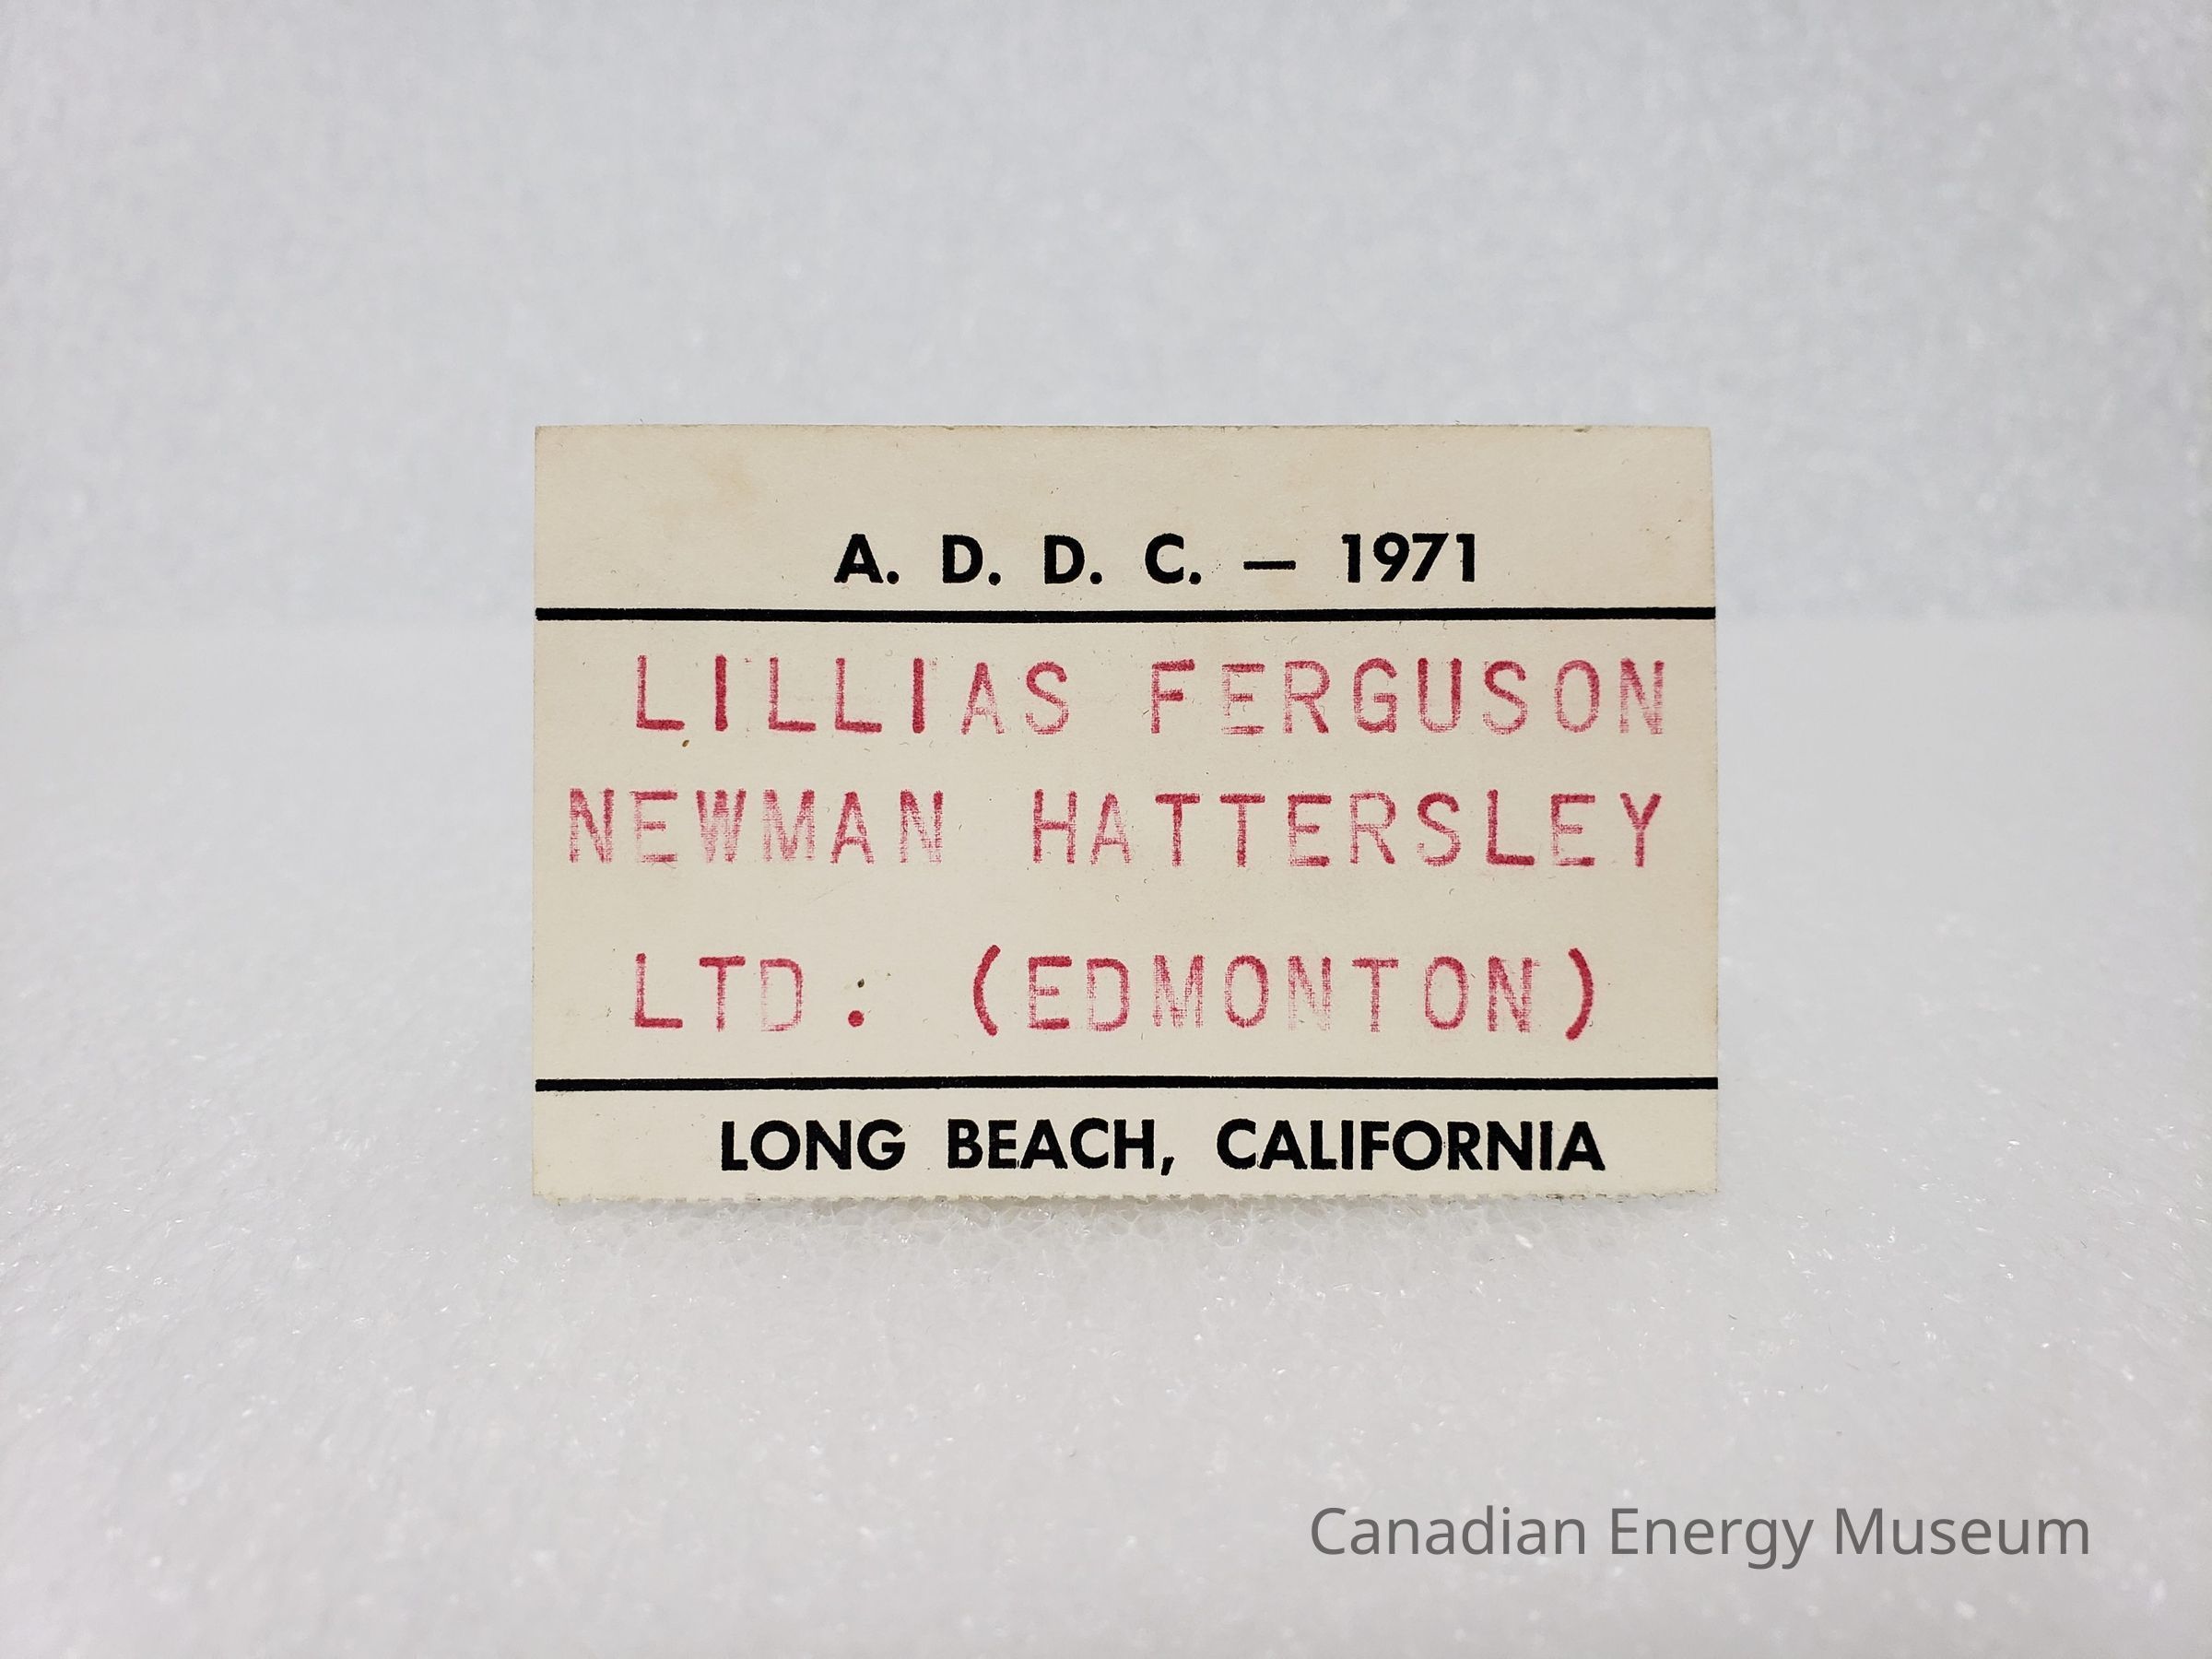 A. D. D. C. — 1971
LILLIAS FERGUSON
NEWMAN HATTERSLEY
LTD. (EDMONTON)
LONG BEACH, CALIFORNIA
Canadian Energy Museum